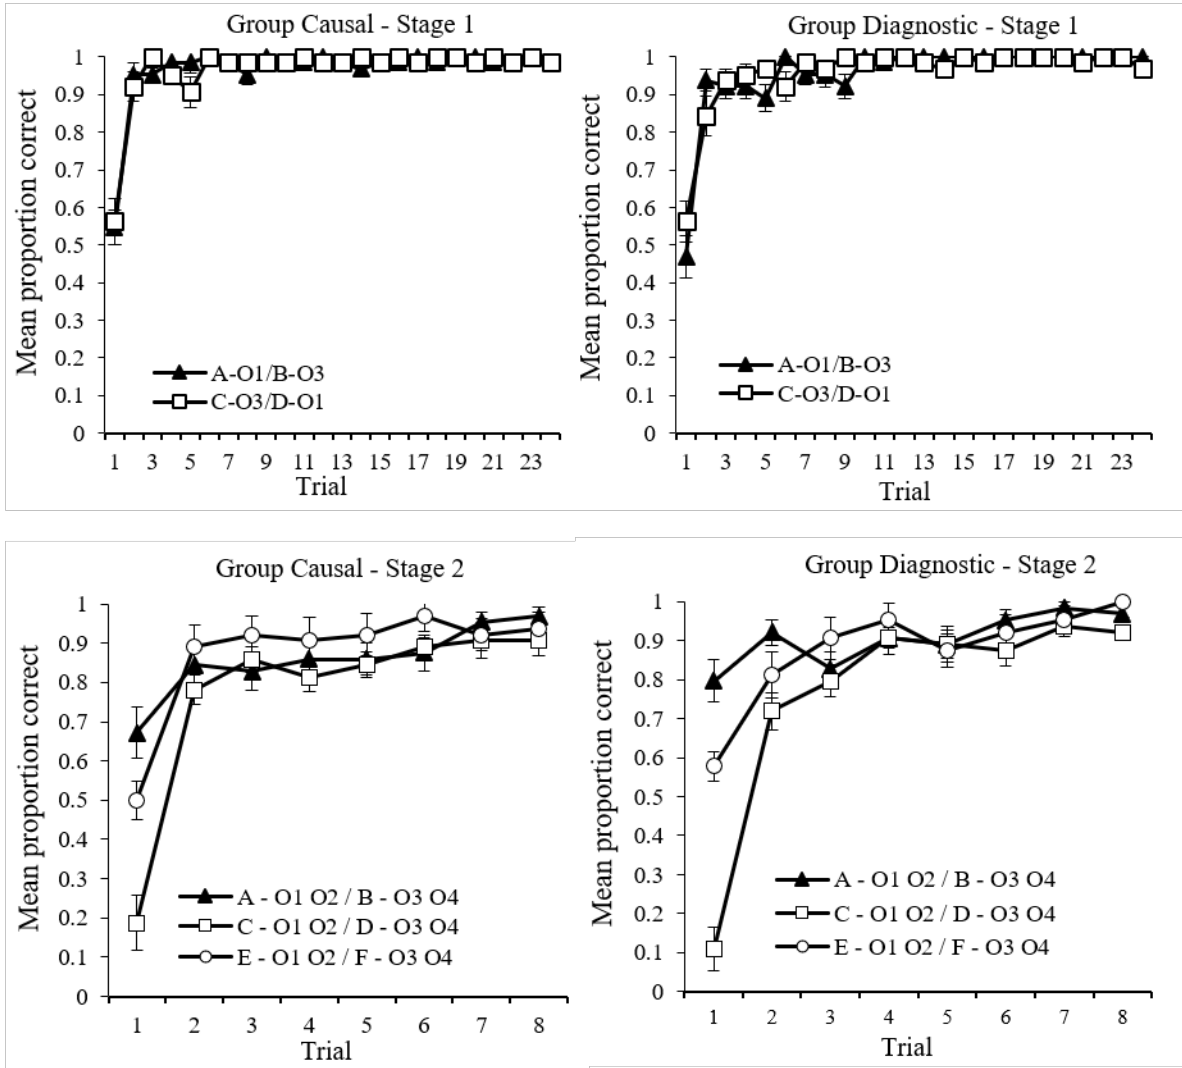 Group Causal - Stage 1
Mean proportion correct
1
0.9
0.8
0.7
0.6
0.5
0.4
0.3
0.2
0.1
0
A-O1/B-O3
C-O3/D-O1
1 3 5 7 9 11 13 15 17 19 21 23
Trial
Group Diagnostic - Stage 1
Mean proportion correct
1
0.9
0.8
0.7
0.6
0.5
0.4
0.3
0.2
0.1
0
A-O1/B-O3
C-O3/D-O1
1 3 5 7 9 11 13 15 17 19 21 23
Trial
Group Causal - Stage 2
Mean proportion correct
1
0.9
0.8
0.7
0.6
0.5
0.4
0.3
0.2
0.1
0
A - O1 O2 / B - O3 O4
C - O1 O2 / D - O3 O4
E - O1 O2 / F - O3 O4
1 2 3 4 5 6 7 8
Trial
Group Diagnostic - Stage 2
Mean proportion correct
1
0.9
0.8
0.7
0.6
0.5
0.4
0.3
0.2
0.1
0
A - O1 O2 / B - O3 O4
C - O1 O2 / D - O3 O4
E - O1 O2 / F - O3 O4
1 2 3 4 5 6 7 8
Trial